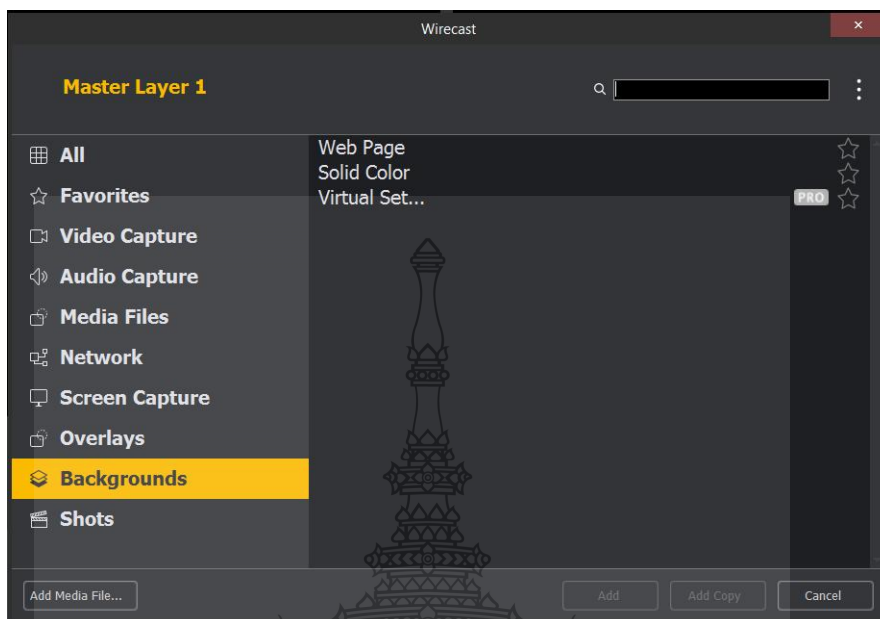 Wirecast
Master Layer 1
All
Favorites
Video Capture
Audio Capture
Media Files
Network
Screen Capture
Overlays
Backgrounds
Shots
Web Page
Solid Color
Virtual Set...
PRO
Add Media File...
Add
Add Copy
Cancel